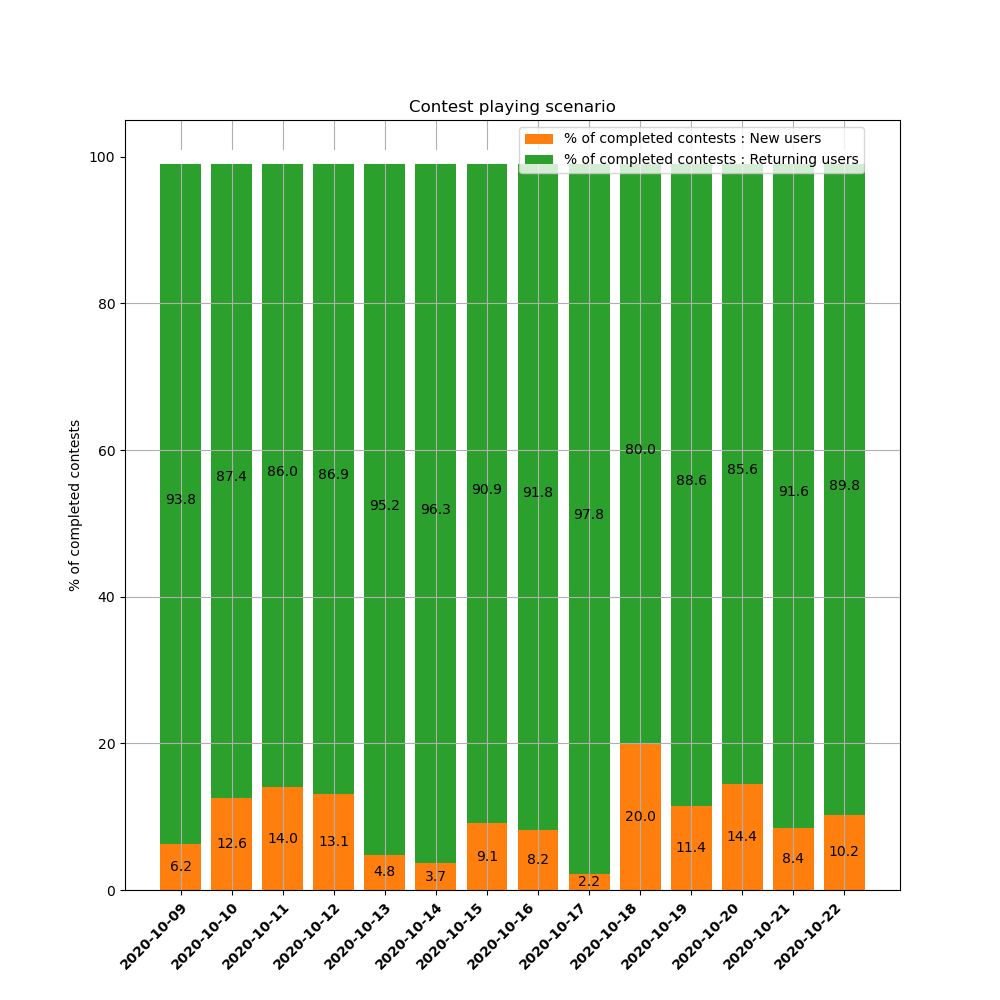 Contest playing scenario
% of completed contests : New users
% of completed contests : Returning users
% of completed contests
100
80
60
40
20
0
93.8 87.4 86.0 86.9 95.2 96.3 90.9 91.8 97.8 80.0 88.6 85.6 91.6 89.8
6.2 12.6 14.0 13.1 4.8 3.7 9.1 8.2 2.2 20.0 11.4 14.4 8.4 10.2
2020-10-09 2020-10-10 2020-10-11 2020-10-12 2020-10-13 2020-10-14 2020-10-15 2020-10-16 2020-10-17 2020-10-18 2020-10-19 2020-10-20 2020-10-21 2020-10-22